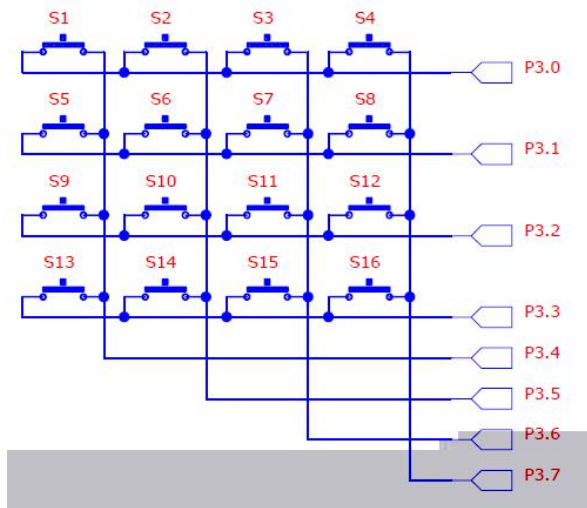 S1 S2 S3 S4
P3.0
S5 S6 S7 S8
P3.1
S9 S10 S11 S12
P3.2
S13 S14 S15 S16
P3.3
P3.4
P3.5
P3.6
P3.7